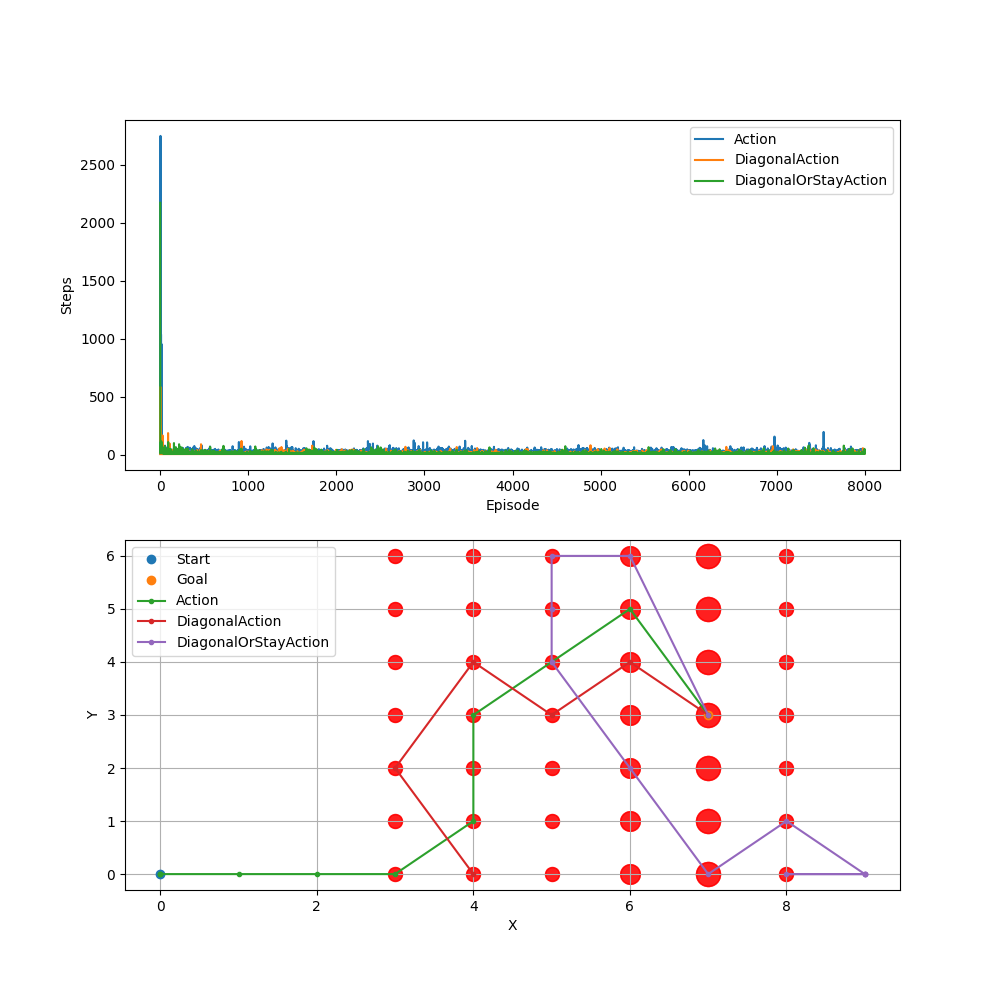 Action
DiagonalAction
DiagonalOrStayAction
2500
2000
1500
1000
500
0
Steps
0 1000 2000 3000 4000 5000 6000 7000 8000
Episode
Start
Goal
Action
DiagonalAction
DiagonalOrStayAction
6
5
4
3
2
1
0
Y
0 2 4 6 8
X